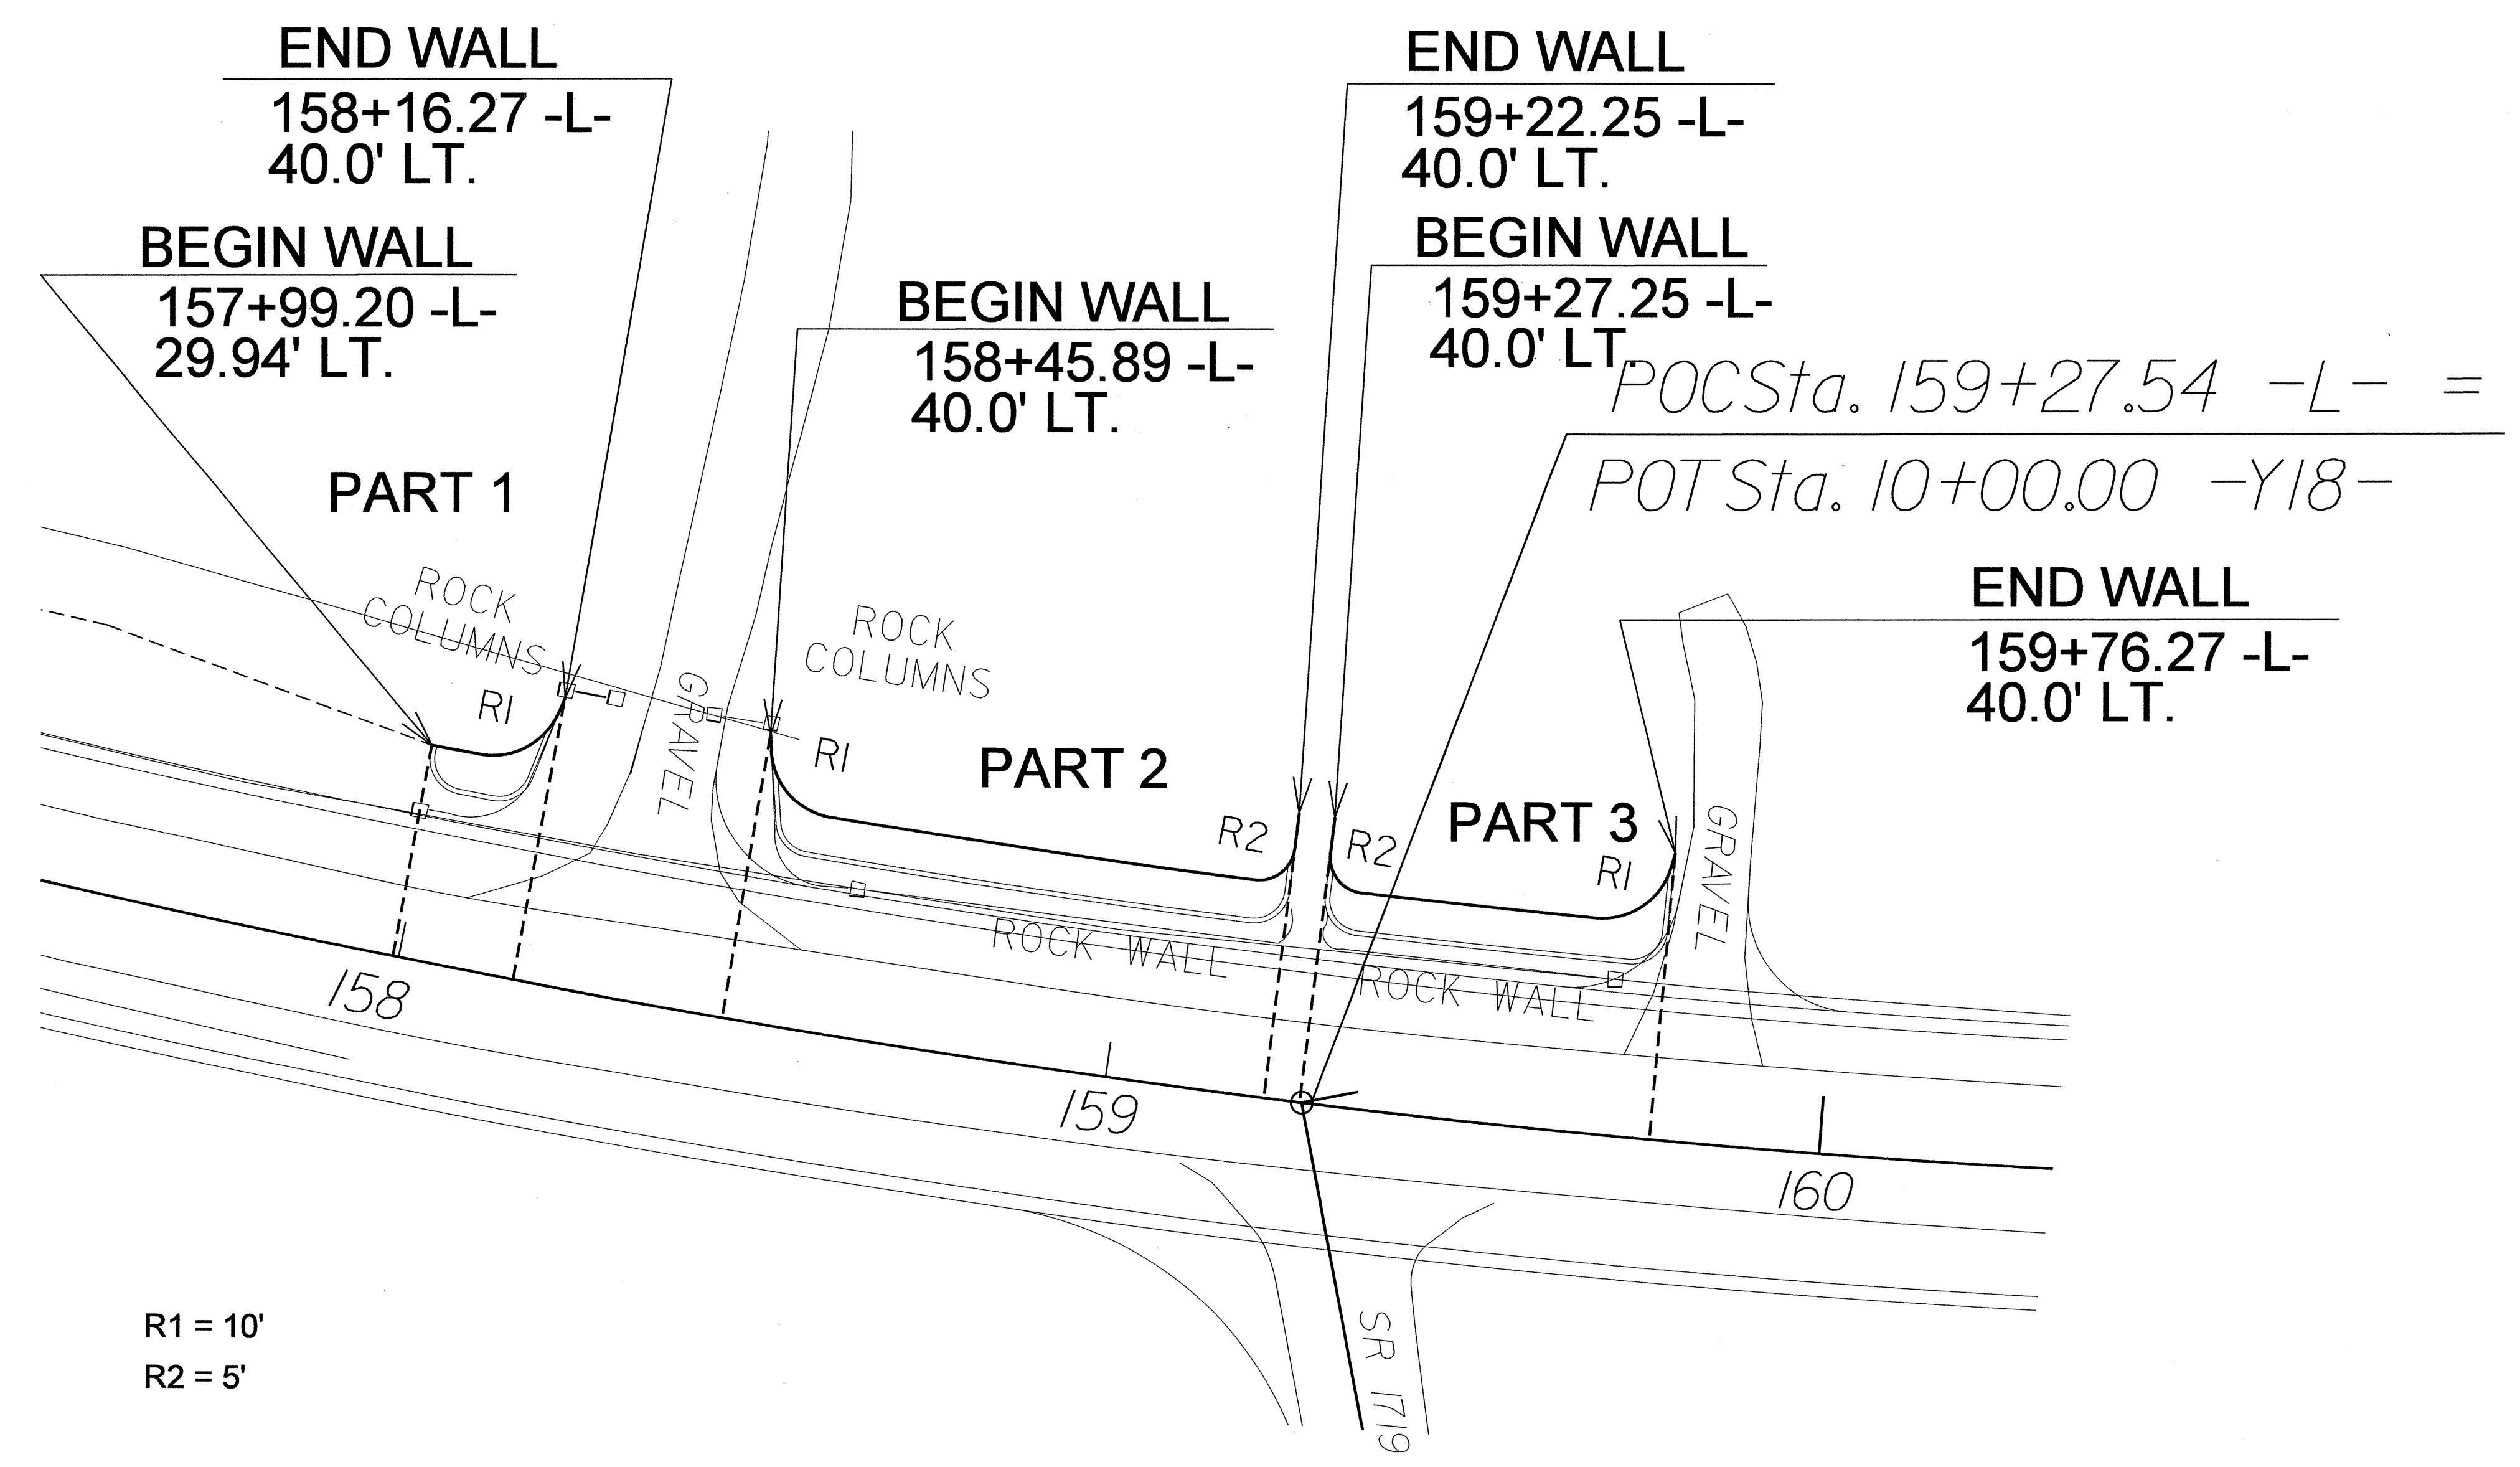 END WALL
158+16.27 -L-
40.0' LT.
BEGIN WALL
157+99.20 -L-
29.94' LT.
BEGIN WALL
158+45.89 -L-
40.0' LT.
END WALL
159+22.25 -L-
40.0' LT.
BEGIN WALL
159+27.25 -L-
40.0' LT.
POCSta. 159+27.54 -L- =
POTSta. 10+00.00 -Y18-
END WALL
159+76.27 -L-
40.0' LT.
PART 1
ROCK
COLUMNS
R1
GRAVEL
ROCK
COLUMNS
R1
PART 2
R2
R2
PART 3
R1
GRAVEL
ROCK WALL
ROCK WALL
158
159
160
SR 1719
R1 = 10'
R2 = 5'